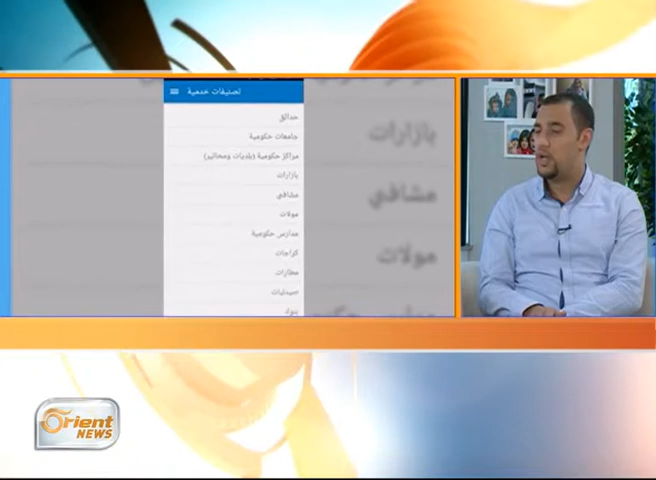 تصنيفات خدمية
حدائق
جامعات حكومية
مراكز حكومية (بلديات ومخاتير)
بازارات
مشافي
مولات
مدارس حكومية
كراجات
مطارات
صيدليات
بنوك
بازارات
مشافي
مولات
Orient
NEWS